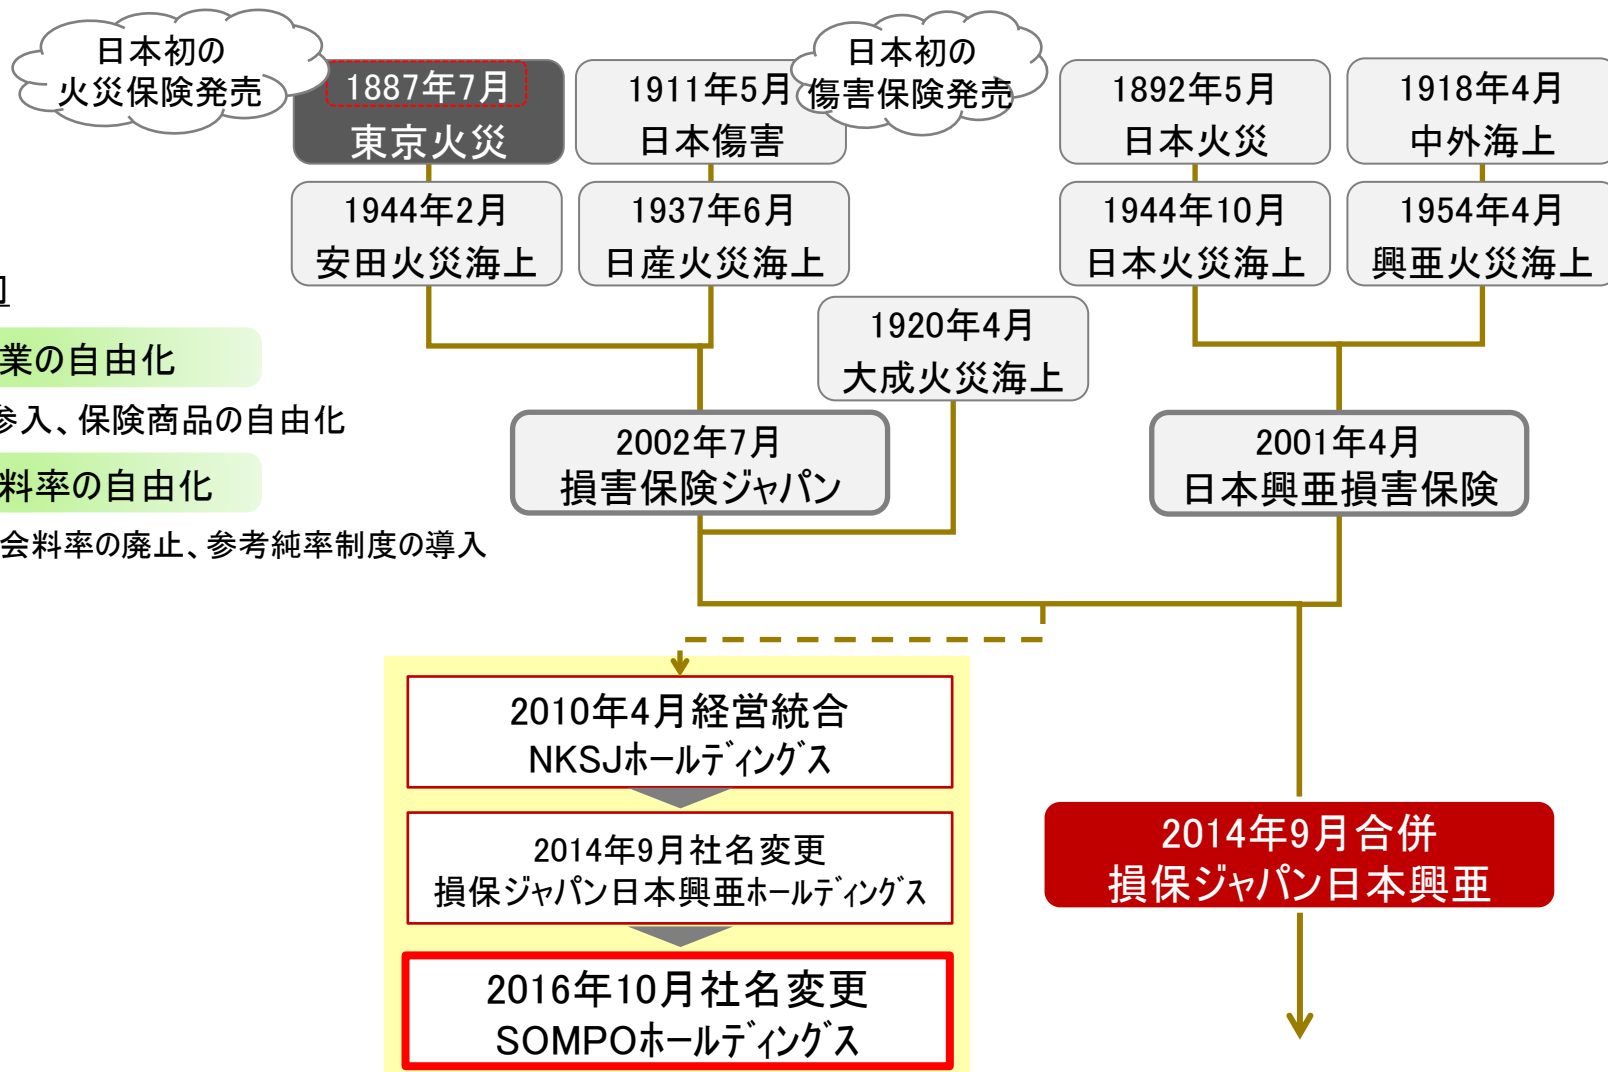 日本初の
火災保険発売
1887年7月
東京火災
1911年5月
日本傷害
日本初の
傷害保険発売
1892年5月
日本火災
1918年4月
中外海上
1944年2月
安田火災海上
1937年6月
日産火災海上
1944年10月
日本火災海上
1954年4月
興亜火災海上
業の自由化
参入、保険商品の自由化
料率の自由化
会料率の廃止、参考純率制度の導入
1920年4月
大成火災海上
2002年7月
損害保険ジャパン
2001年4月
日本興亜損害保険
2010年4月経営統合
NKSJホールディングス
2014年9月社名変更
損保ジャパン日本興亜ホールディングス
2016年10月社名変更
SOMPOホールディングス
2014年9月合併
損保ジャパン日本興亜